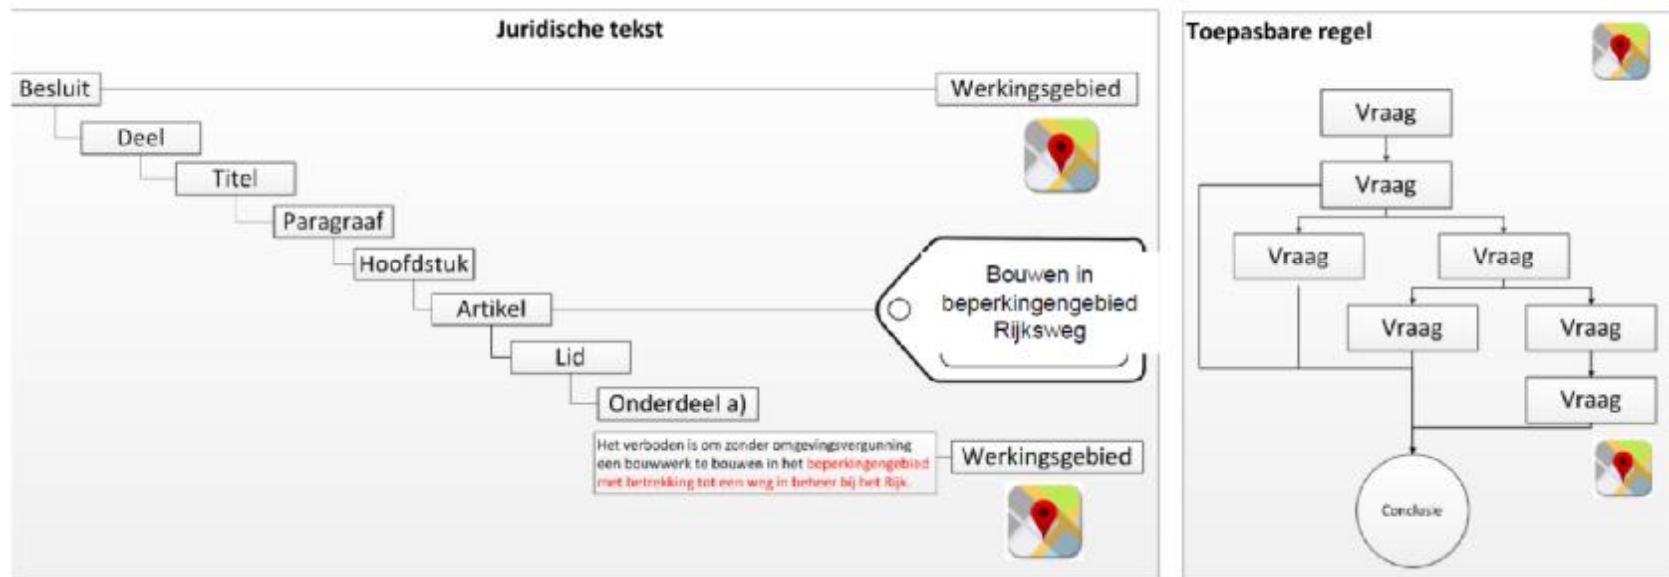 Juridische tekst
Besluit
Werkingsgebied
Deel
Titel
Paragraaf
Hoofdstuk
Artikel
Bouwen in
beperkingengebied
Rijksweg
Lid
Onderdeel a)
Het verboden is om zonder omgevingsvergunning
een bouwwerk te bouwen in het beperkingengebied
met betrekking tot een weg in beheer bij het Rijk.
Werkingsgebied
Toepasbare regel
Vraag
Vraag
Vraag
Vraag
Vraag
Vraag
Vraag
Conclusie